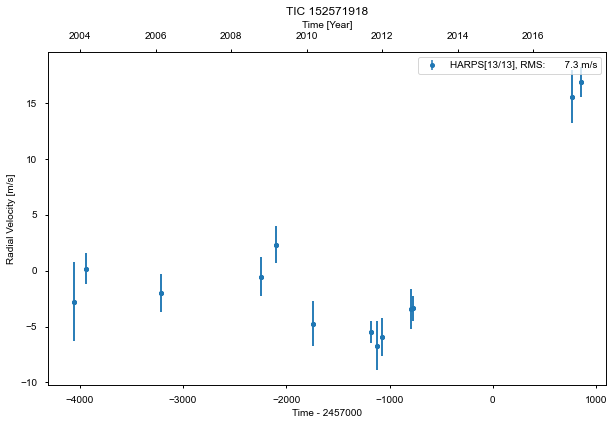 TIC 152571918
Time [Year]
2004 2006 2008 2010 2012 2014 2016
HARPS[13/13], RMS: 7.3 m/s
15
10
5
0
−5
−10
Radial Velocity [m/s]
−4000 −3000 −2000 −1000 0 1000
Time - 2457000